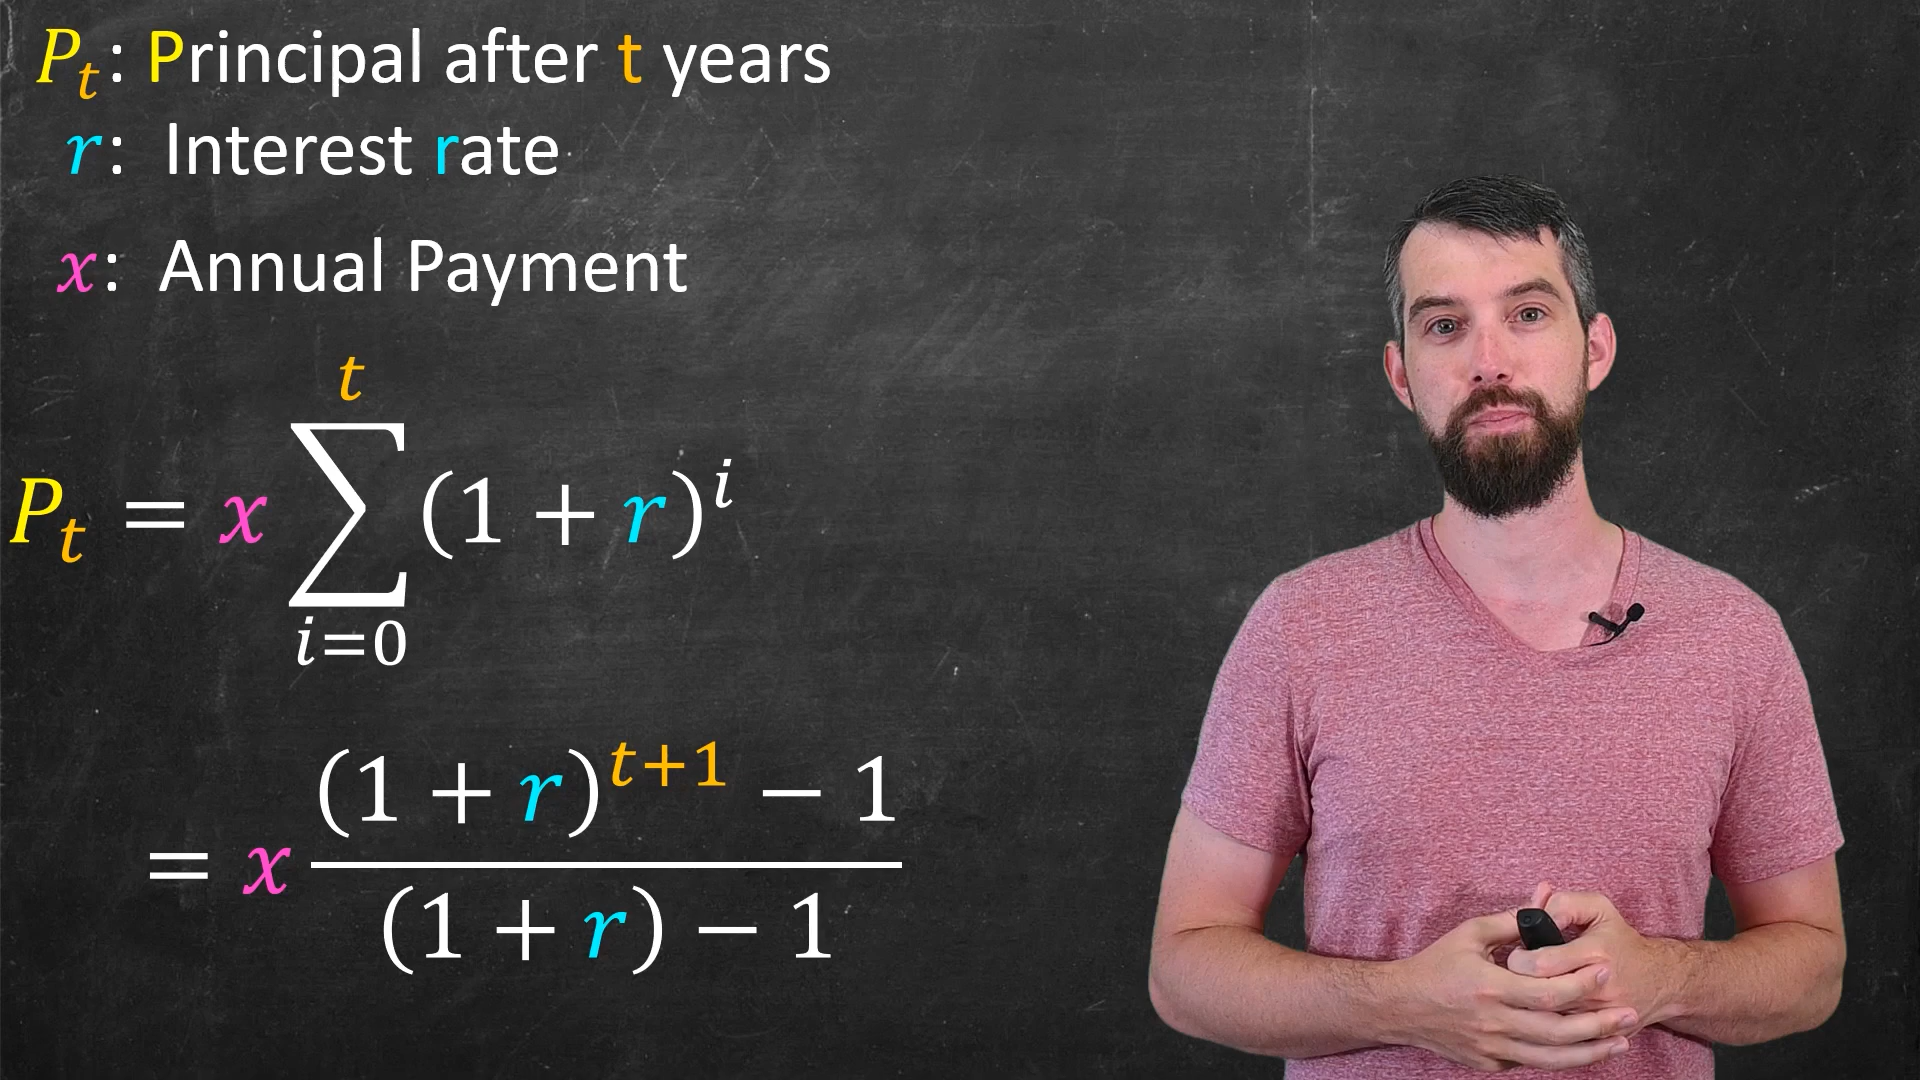 P_t: Principal after t years
r: Interest rate
x: Annual Payment
P_t = x ∑_{i=0}^{t} (1 + r)^i
= x ((1 + r)^{t+1} − 1) / ((1 + r) − 1)